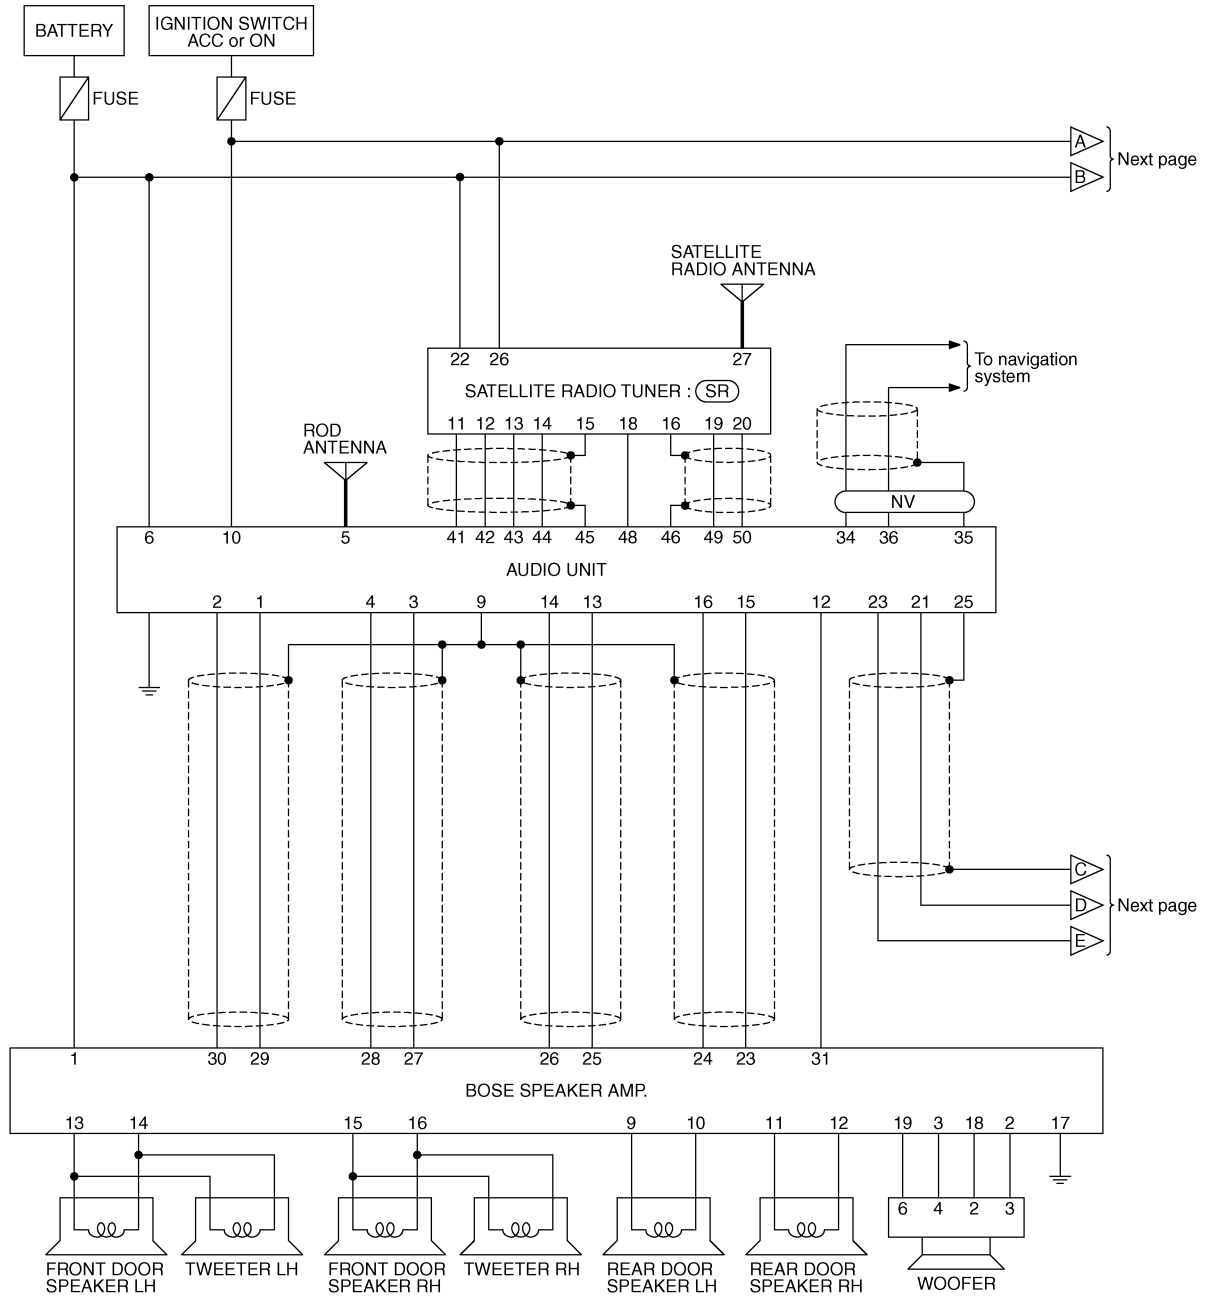 BATTERY
IGNITION SWITCH
ACC or ON
FUSE
FUSE
A
B
Next page
SATELLITE
RADIO ANTENNA
22 26 27
SATELLITE RADIO TUNER : SR
11 12 13 14 15 18 16 19 20
To navigation
system
ROD
ANTENNA
NV
6 10 5 41 42 43 44 45 48 46 49 50 34 36 35
AUDIO UNIT
2 1 4 3 9 14 13 16 15 12 23 21 25
C
D
E
Next page
1 30 29 28 27 26 25 24 23 31
BOSE SPEAKER AMP.
13 14 15 16 9 10 11 12 19 3 18 2 17
6 4 2 3
FRONT DOOR
SPEAKER LH
TWEETER LH
FRONT DOOR
SPEAKER RH
TWEETER RH
REAR DOOR
SPEAKER LH
REAR DOOR
SPEAKER RH
WOOFER